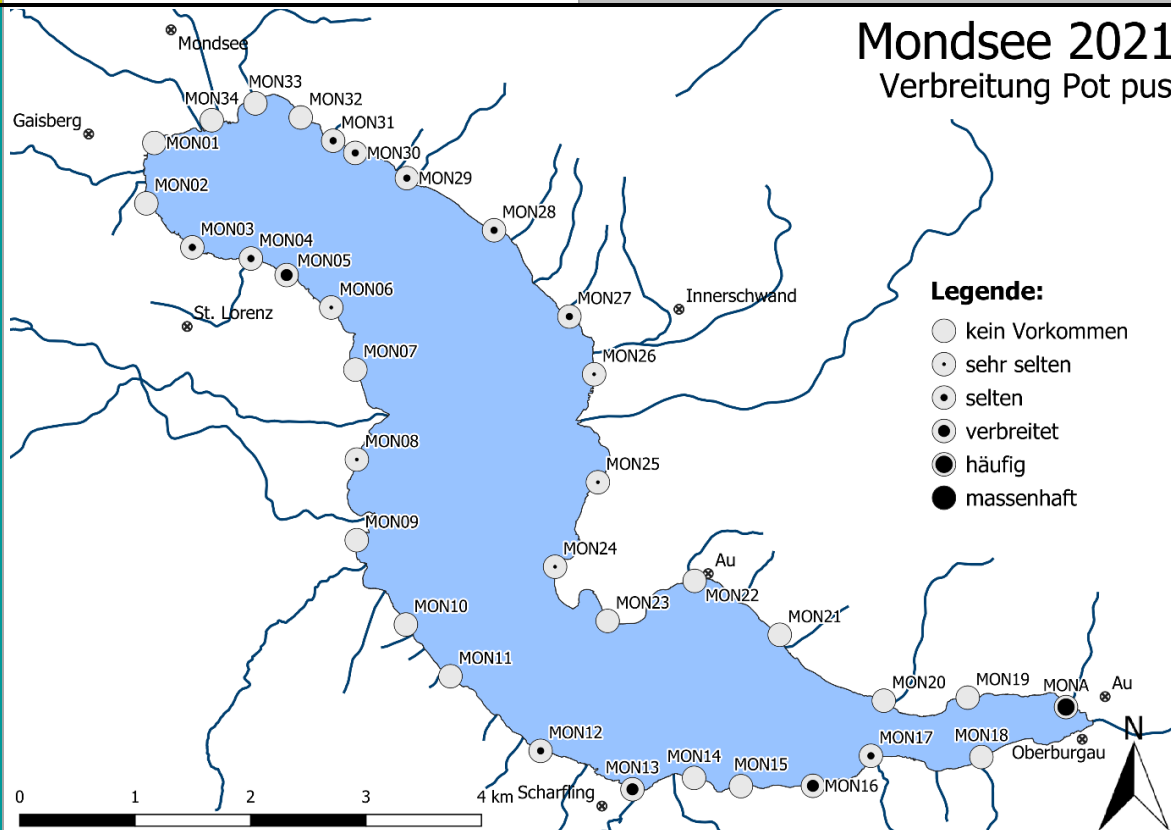 Mondsee 2021
Verbreitung Pot pus
Mondsee
MON33
MON34
MON32
Gaisberg
MON31
MON01
MON30
MON29
MON02
MON28
MON03
MON04
MON05
MON06
St. Lorenz
MON27
Innerschwand
Legende:
kein Vorkommen
sehr selten
selten
verbreitet
häufig
massenhaft
MON07
MON26
MON08
MON25
MON09
MON24
Au
MON22
MON23
MON10
MON21
MON11
MON20
MON19
MONA
Au
MON12
MON17
MON18
Oberburgau
N
MON13
MON14
MON15
MON16
Scharfling
0 1 2 3 4 km